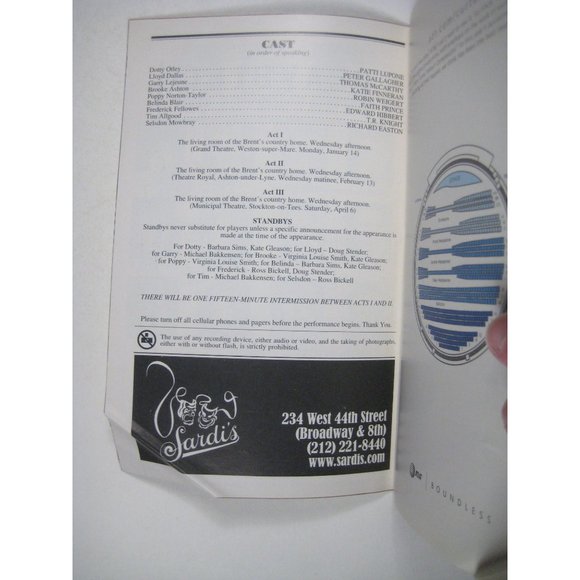 CAST
(in order of speaking)
Dotty Otley PATTI LUPONE
Lloyd Dallas PETER GALLAGHER
Garry Lejeune THOMAS McCARTHY
Brooke Ashton KATIE FINNERAN
Poppy Norton-Taylor ROBIN WEIGERT
Belinda Blair FAITH PRINCE
Frederick Fellowes EDWARD HIBBERT
Tim Allgood T.R. KNIGHT
Selsdon Mowbray RICHARD EASTON
Act I
The living room of the Brent's country home. Wednesday afternoon.
(Grand Theatre, Weston-super-Mare. Monday, January 14)
Act II
The living room of the Brent's country home. Wednesday afternoon.
(Theatre Royal, Ashton-under-Lyne. Wednesday matinee, February 13)
Act III
The living room of the Brent's country home. Wednesday afternoon.
(Municipal Theatre, Stockton-on-Tees. Saturday, April 6)
STANDBYS
Standbys never substitute for players unless a specific announcement for the appearance is
made at the time of the appearance.
For Dotty - Barbara Sims, Kate Gleason; for Lloyd – Doug Stender;
for Garry - Michael Bakkensen; for Brooke - Virginia Louise Smith, Kate Gleason;
for Poppy - Virginia Louise Smith; for Belinda – Barbara Sims, Kate Gleason;
for Frederick - Ross Bickell, Doug Stender;
for Tim - Michael Bakkensen; for Selsdon – Ross Bickell
THERE WILL BE ONE FIFTEEN-MINUTE INTERMISSION BETWEEN ACTS I AND II.
Please turn off all cellular phones and pagers before the performance begins. Thank You.
The use of any recording device, either audio or video, and the taking of photographs,
either with or without flash, is strictly prohibited.
Sardi's
234 West 44th Street
(Broadway & 8th)
(212) 221-8440
www.sardis.com
BOUNDLESS